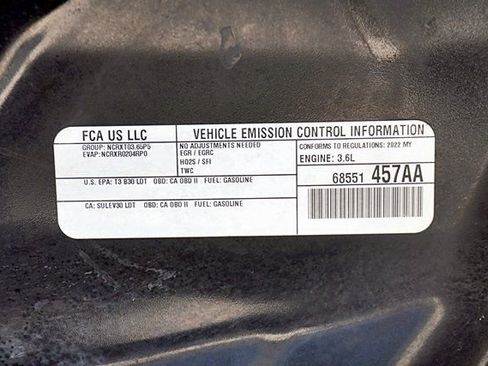 FCA US LLC
GROUP: NCRXT03.65P5
EVAP: NCRXR0204RP0
VEHICLE EMISSION CONTROL INFORMATION
NO ADJUSTMENTS NEEDED
EGR / EGRC
HO2S / SFI
TWC
CONFORMS TO REGULATIONS: 2022 MY
ENGINE: 3.6L
U.S. EPA: T3 B30 LDT OBD: CA OBD II FUEL: GASOLINE
CA: SULEV30 LDT OBD: CA OBD II FUEL: GASOLINE
68551 457AA